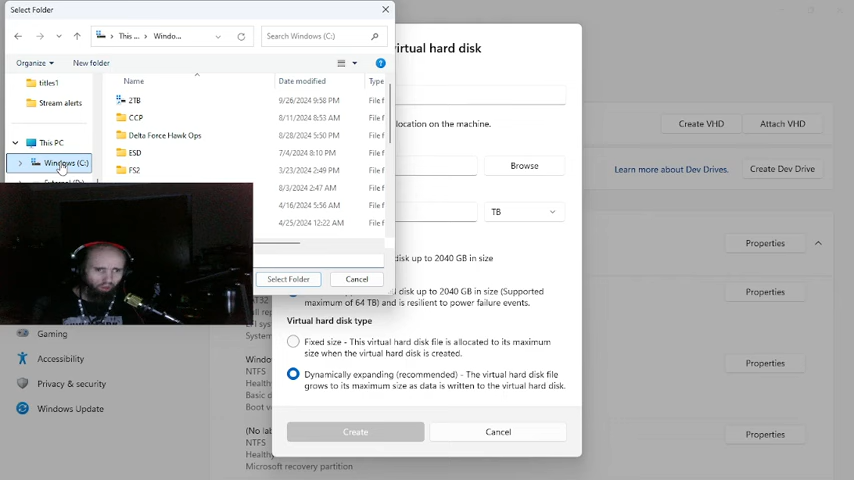 Select Folder
This ... Windo...
Search Windows (C:)
Organize
New folder
titles1
Stream alerts
This PC
Windows (C:)
Name
Date modified
Type
2TB
9/26/2024 9:58 PM
File f
CCP
8/11/2024 8:53 AM
File f
Delta Force Hawk Ops
8/28/2024 5:50 PM
File f
ESD
7/4/2024 8:10 PM
File f
FS2
3/23/2024 2:49 PM
File f
8/3/2024 2:47 AM
File f
4/16/2024 5:56 AM
File f
4/25/2024 12:22 AM
File f
Select Folder
Cancel
virtual hard disk
location on the machine.
Browse
TB
disk up to 2040 GB in size
disk up to 2040 GB in size (Supported
maximum of 64 TB) and is resilient to power failure events.
Virtual hard disk type
Fixed size - This virtual hard disk file is allocated to its maximum
size when the virtual hard disk is created.
Dynamically expanding (recommended) - The virtual hard disk file
grows to its maximum size as data is written to the virtual hard disk.
Create
Cancel
Create VHD
Attach VHD
Learn more about Dev Drives.
Create Dev Drive
Properties
Properties
Properties
Properties
Gaming
Accessibility
Privacy & security
Windows Update
NTFS
NTFS
Microsoft recovery partition